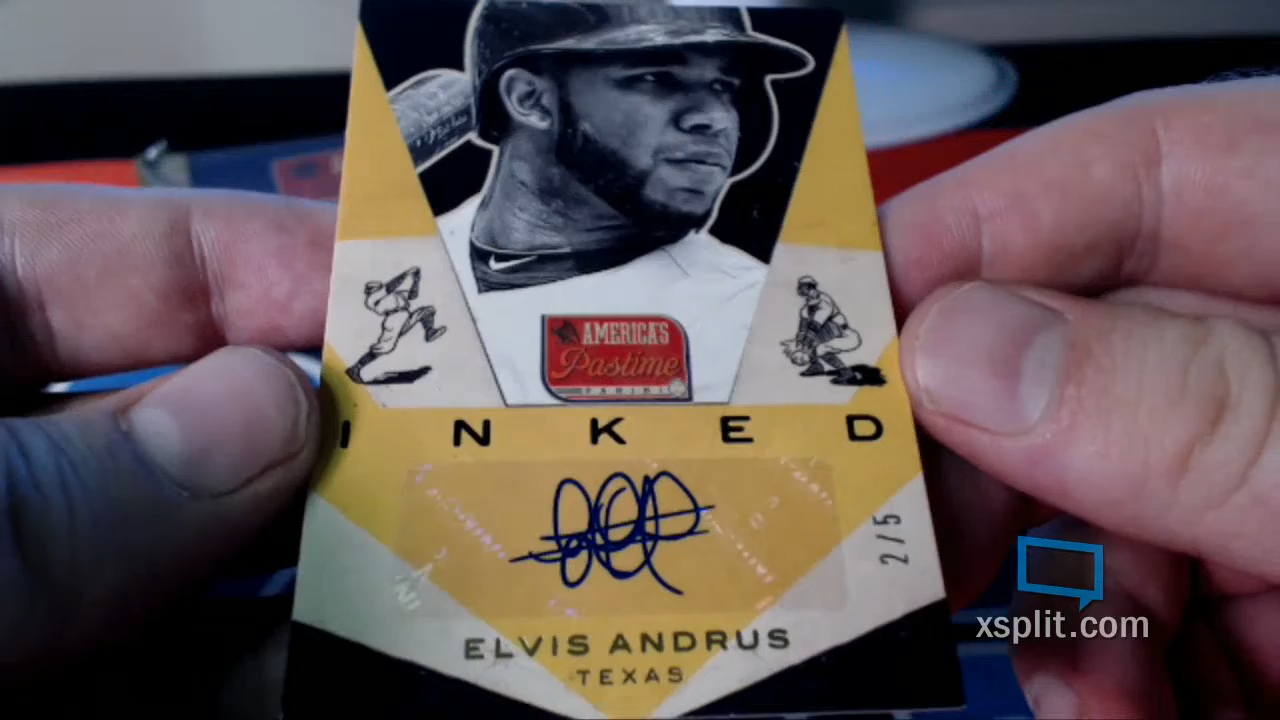 AMERICA'S
Pastime
PANINI
INKED
2/5
ELVIS ANDRUS
TEXAS
xsplit.com